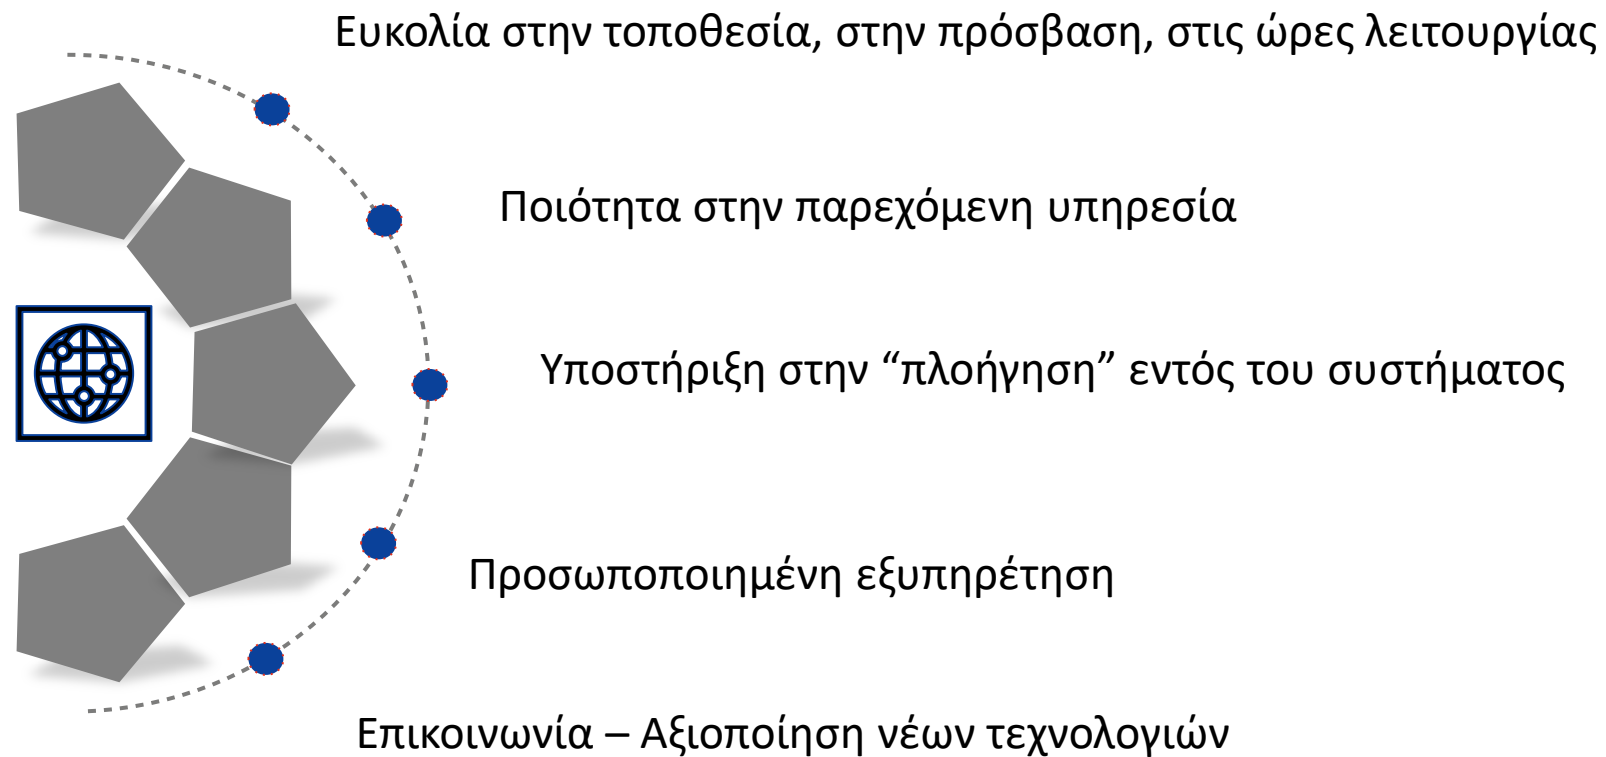 Ευκολία στην τοποθεσία, στην πρόσβαση, στις ώρες λειτουργίας
Ποιότητα στην παρεχόμενη υπηρεσία
Υποστήριξη στην “πλοήγηση” εντός του συστήματος
Προσωποποιημένη εξυπηρέτηση
Επικοινωνία – Αξιοποίηση νέων τεχνολογιών